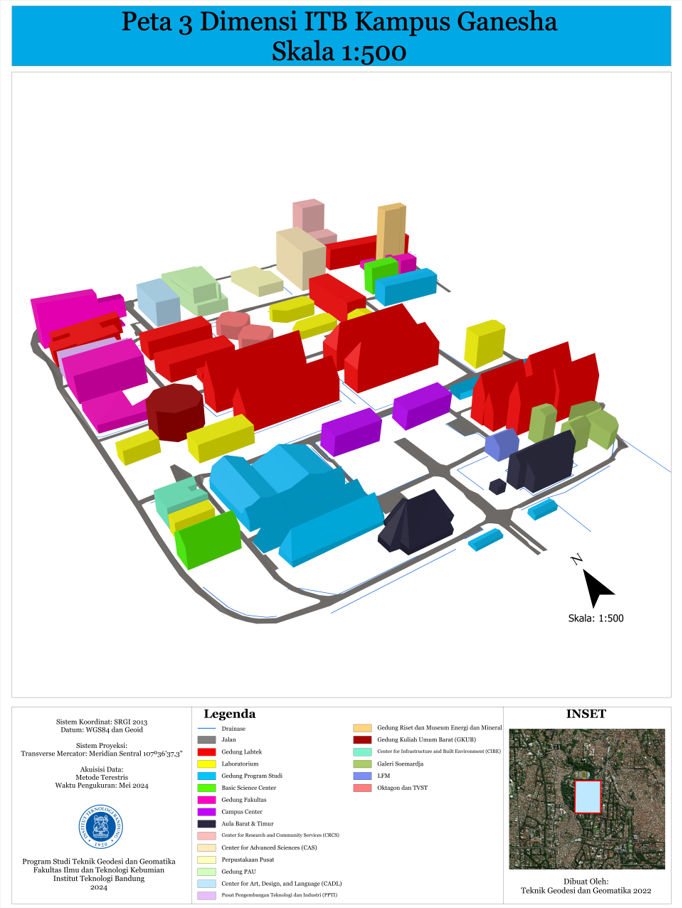 Peta 3 Dimensi ITB Kampus Ganesha
Skala 1:500
N
Skala: 1:500
Sistem Koordinat: SRGI 2013
Datum: WGS84 dan Geoid
Sistem Proyeksi:
Transverse Mercator: Meridian Sentral 107°36'37,3"
Akuisisi Data:
Metode Terestris
Waktu Pengukuran: Mei 2024
1920
Program Studi Teknik Geodesi dan Geomatika
Fakultas Ilmu dan Teknologi Kebumian
Institut Teknologi Bandung
2024
Legenda
Drainase
Jalan
Gedung Labtek
Laboratorium
Gedung Program Studi
Basic Science Center
Gedung Fakultas
Campus Center
Aula Barat & Timur
Center for Research and Community Services (CRCS)
Center for Advanced Sciences (CAS)
Perpustakaan Pusat
Gedung PAU
Center for Art, Design, and Language (CADL)
Pusat Pengembangan Teknologi dan Industri (PPTI)
Gedung Riset dan Museum Energi dan Mineral
Gedung Kuliah Umum Barat (GKUB)
Center for Infrastructure and Built Environment (CIBE)
Galeri Soemardja
LFM
Oktagon dan TVST
INSET
Dibuat Oleh:
Teknik Geodesi dan Geomatika 2022